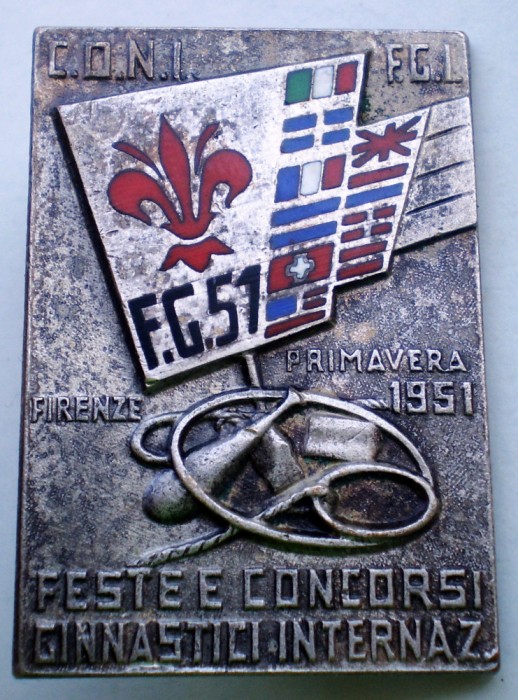 C.O.N.I. F.G.I.
F.G.51
PRIMAVERA
FIRENZE 1951
FESTE E CONCORSI
GINNASTICI INTERNAZ.